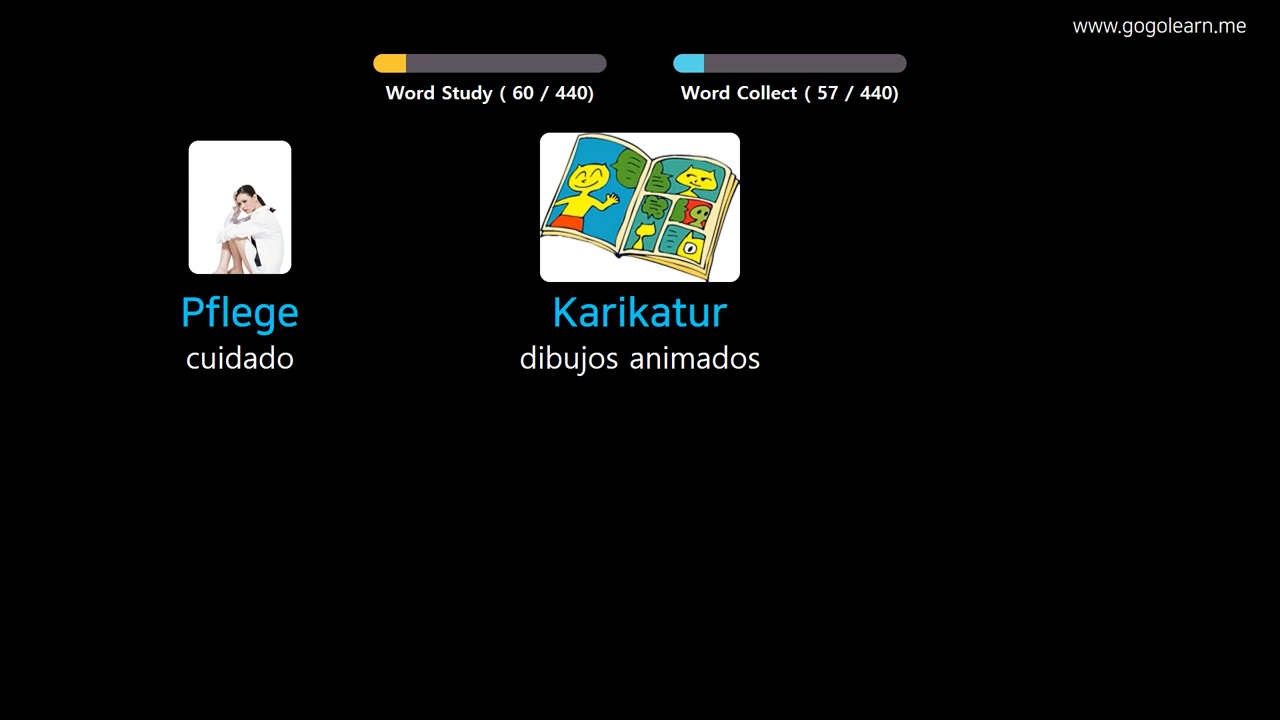 www.gogolearn.me
Word Study ( 60 / 440)
Word Collect ( 57 / 440)
Pflege
cuidado
Karikatur
dibujos animados